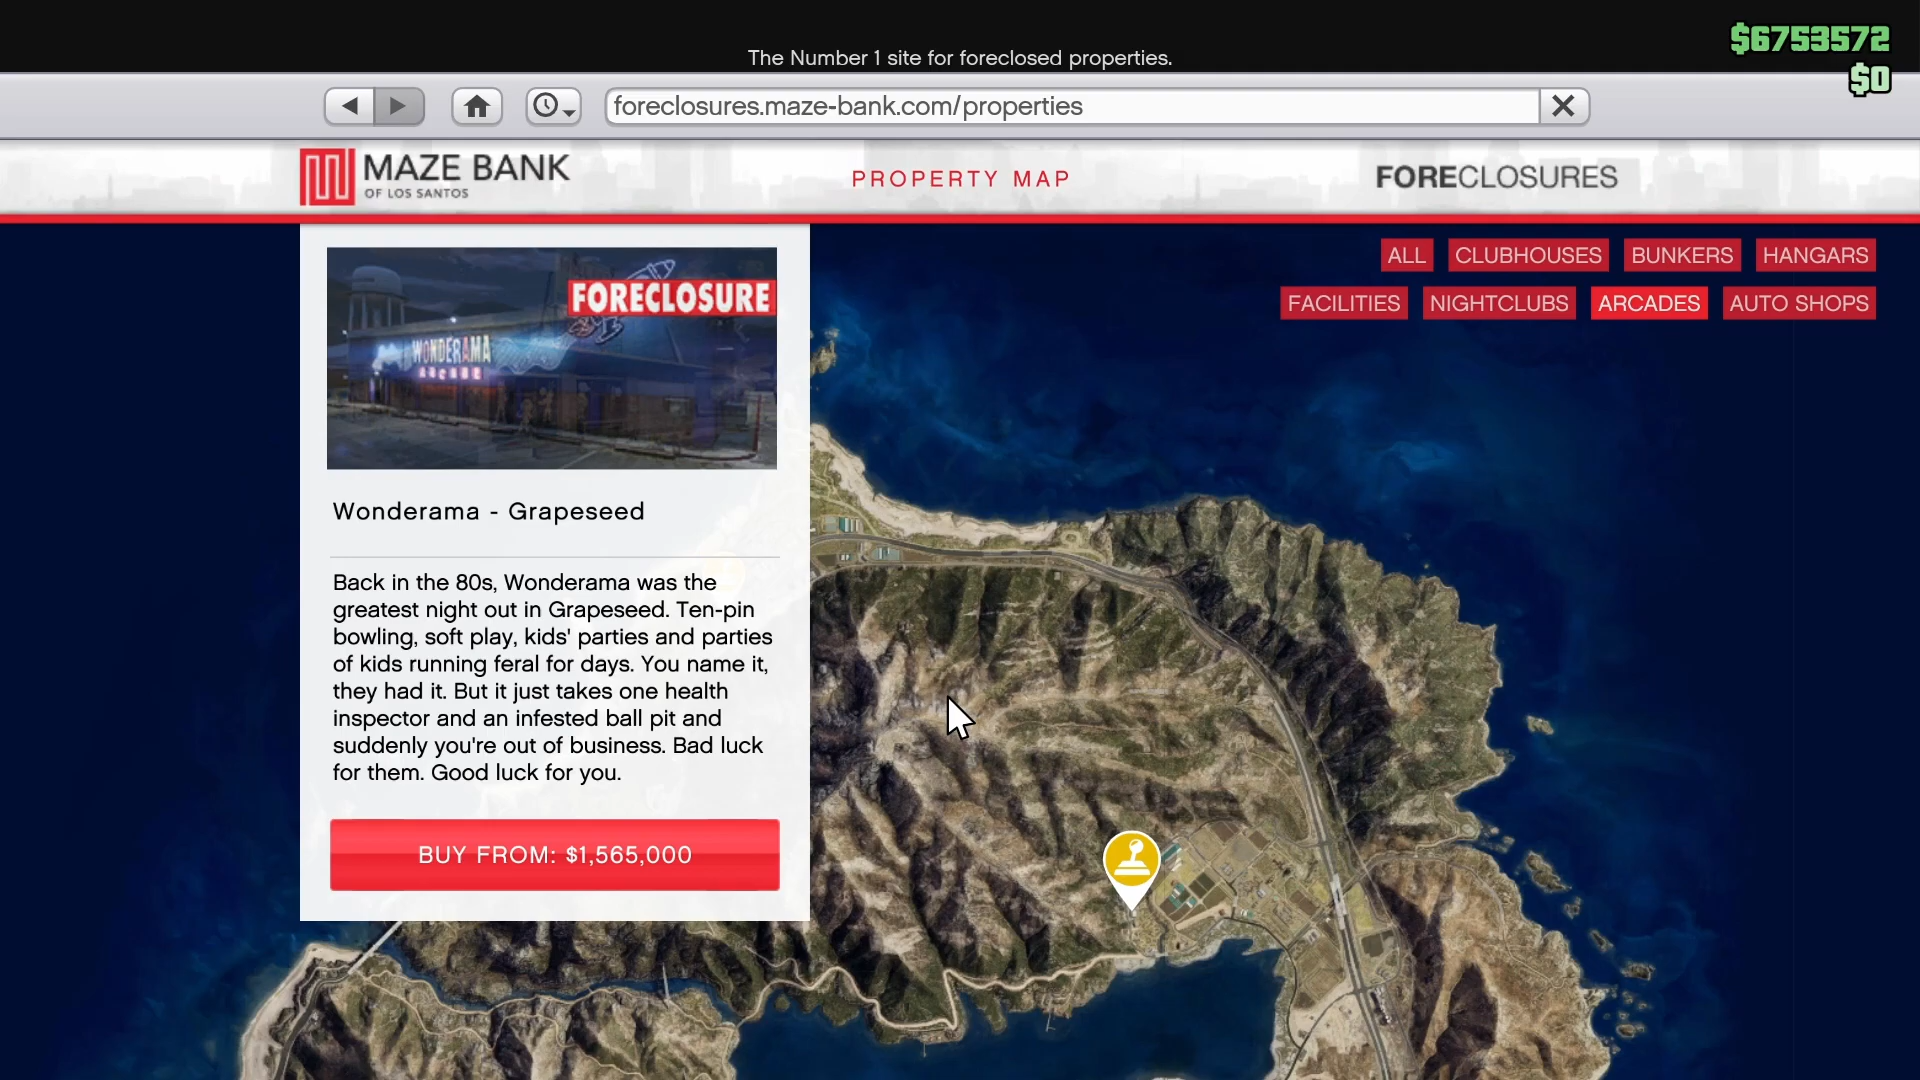 $6753572
The Number 1 site for foreclosed properties.
$0
foreclosures.maze-bank.com/properties
MAZE BANK
OF LOS SANTOS
PROPERTY MAP
FORECLOSURES
ALL CLUBHOUSES BUNKERS HANGARS
FACILITIES NIGHTCLUBS ARCADES AUTO SHOPS
FORECLOSURE
WONDERAMA
ARCADE
Wonderama - Grapeseed
Back in the 80s, Wonderama was the
greatest night out in Grapeseed. Ten-pin
bowling, soft play, kids' parties and parties
of kids running feral for days. You name it,
they had it. But it just takes one health
inspector and an infested ball pit and
suddenly you're out of business. Bad luck
for them. Good luck for you.
BUY FROM: $1,565,000